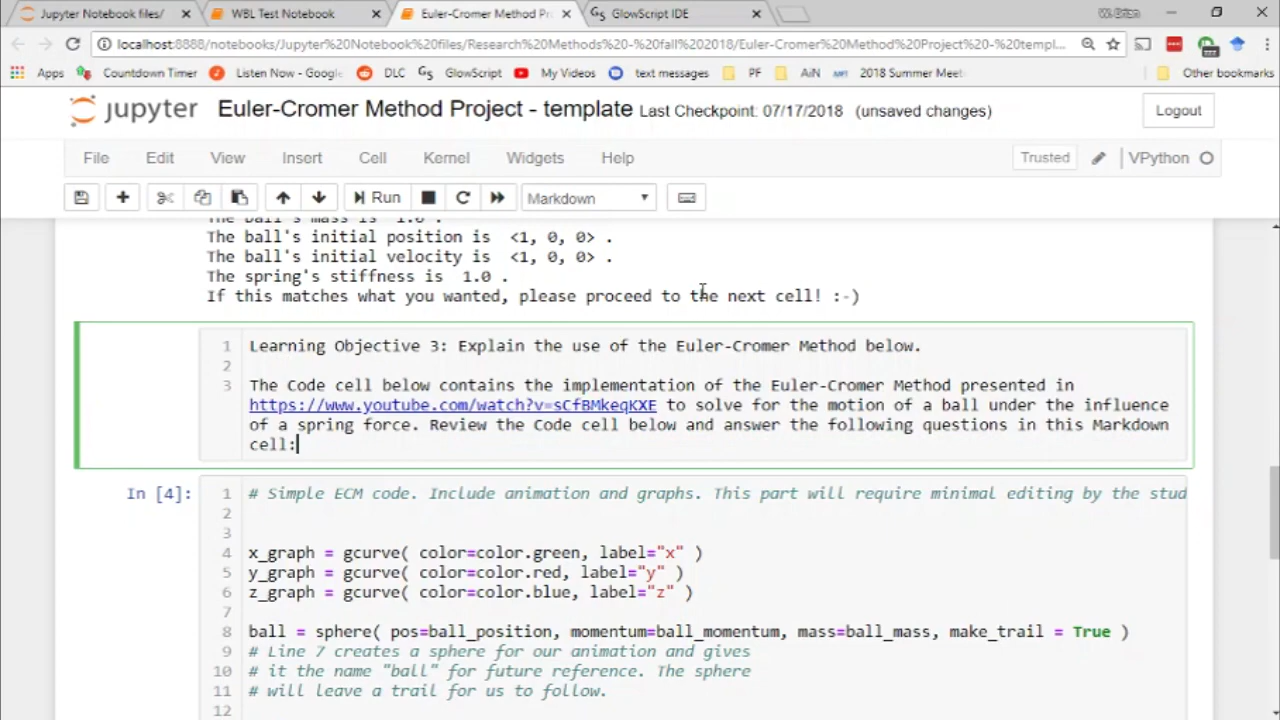 Jupyter Notebook files/
WBL Test Notebook
Euler-Cromer Method Pr
GlowScript IDE
localhost:8888/notebooks/Jupyter%20Notebook%20files/Research%20Methods%20-%20fall%202018/Euler-Cromer%20Method%20Project%20-%20templ...
Apps Countdown Timer Listen Now - Google DLC GlowScript My Videos text messages PF AiN 2018 Summer Meet Other bookmarks
jupyter Euler-Cromer Method Project - template Last Checkpoint: 07/17/2018 (unsaved changes) Logout
File Edit View Insert Cell Kernel Widgets Help Trusted VPython
Run Markdown
The ball's mass is 1.0 .
The ball's initial position is <1, 0, 0> .
The ball's initial velocity is <1, 0, 0> .
The spring's stiffness is 1.0 .
If this matches what you wanted, please proceed to the next cell! :-)
1 Learning Objective 3: Explain the use of the Euler-Cromer Method below.
2
3 The Code cell below contains the implementation of the Euler-Cromer Method presented in
https://www.youtube.com/watch?v=sCfBMkeqKXE to solve for the motion of a ball under the influence
of a spring force. Review the Code cell below and answer the following questions in this Markdown
cell:
In [4]: 1 # Simple ECM code. Include animation and graphs. This part will require minimal editing by the stud
2
3
4 x_graph = gcurve( color=color.green, label="x" )
5 y_graph = gcurve( color=color.red, label="y" )
6 z_graph = gcurve( color=color.blue, label="z" )
7
8 ball = sphere( pos=ball_position, momentum=ball_momentum, mass=ball_mass, make_trail = True )
9 # Line 7 creates a sphere for our animation and gives
10 # it the name "ball" for future reference. The sphere
11 # will leave a trail for us to follow.
12